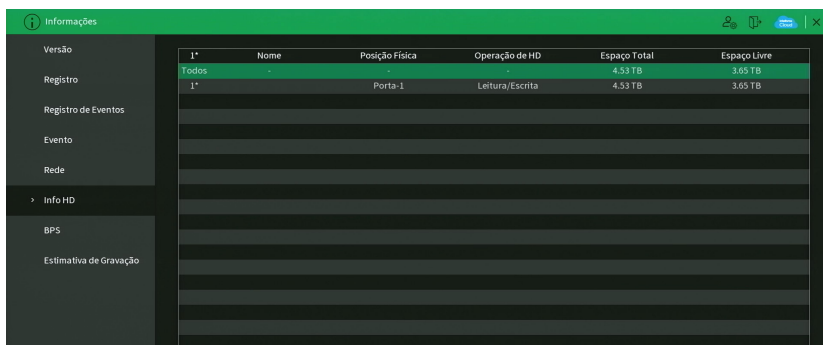 Informações
Cloud
Versão
Registro
Registro de Eventos
Evento
Rede
> Info HD
BPS
Estimativa de Gravação
1* Nome Posição Física Operação de HD Espaço Total Espaço Livre
Todos - - - 4.53 TB 3.65 TB
1* Porta-1 Leitura/Escrita 4.53 TB 3.65 TB